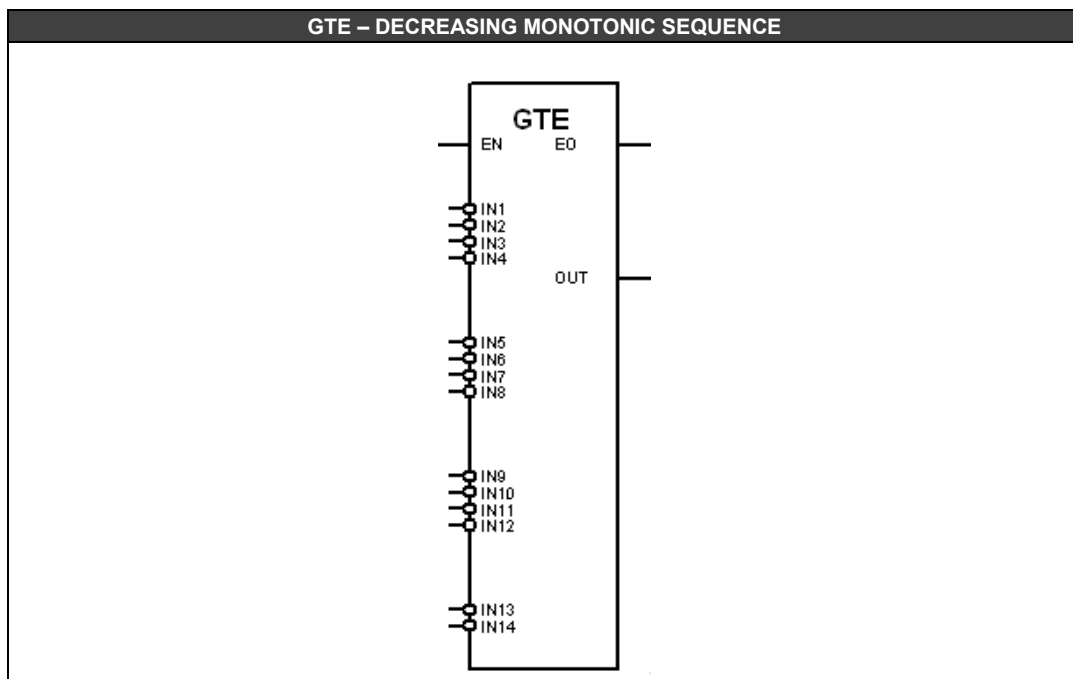 GTE – DECREASING MONOTONIC SEQUENCE
GTE
EN EO
IN1
IN2
IN3
IN4
OUT
IN5
IN6
IN7
IN8
IN9
IN10
IN11
IN12
IN13
IN14